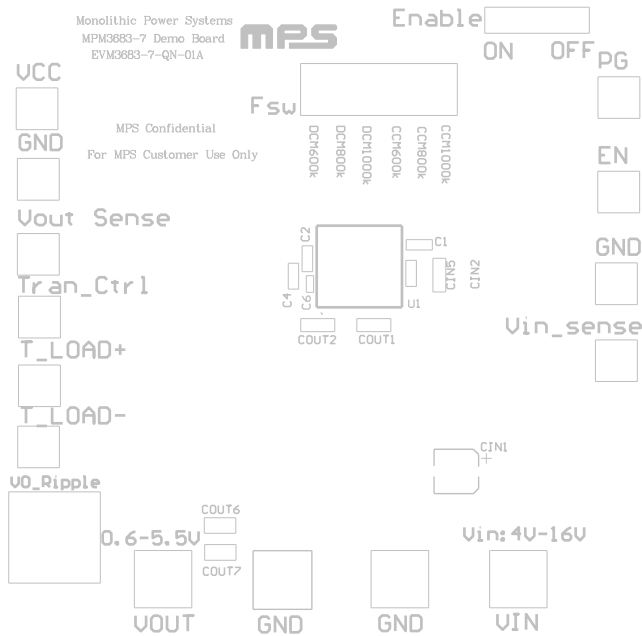 Monolithic Power Systems
MPM3683-7 Demo Board
EVM3683-7-QN-01A
mPS
Enable
ON OFF
VCC
Fsw
PG
MPS Confidential
For MPS Customer Use Only
DCM600k
DCM800k
DCM1000k
CCM600k
CCM800k
CCM1000k
GND
EN
Vout Sense
GND
C2
C1
C4
C6
CIN5
CIN2
U1
Tran_Ctrl
Vin_sense
COUT2
COUT1
T_LOAD+
T_LOAD-
CIN1
+
VO_Ripple
COUT6
0.6-5.5V
Vin:4V-16V
COUT7
VOUT
GND
GND
VIN